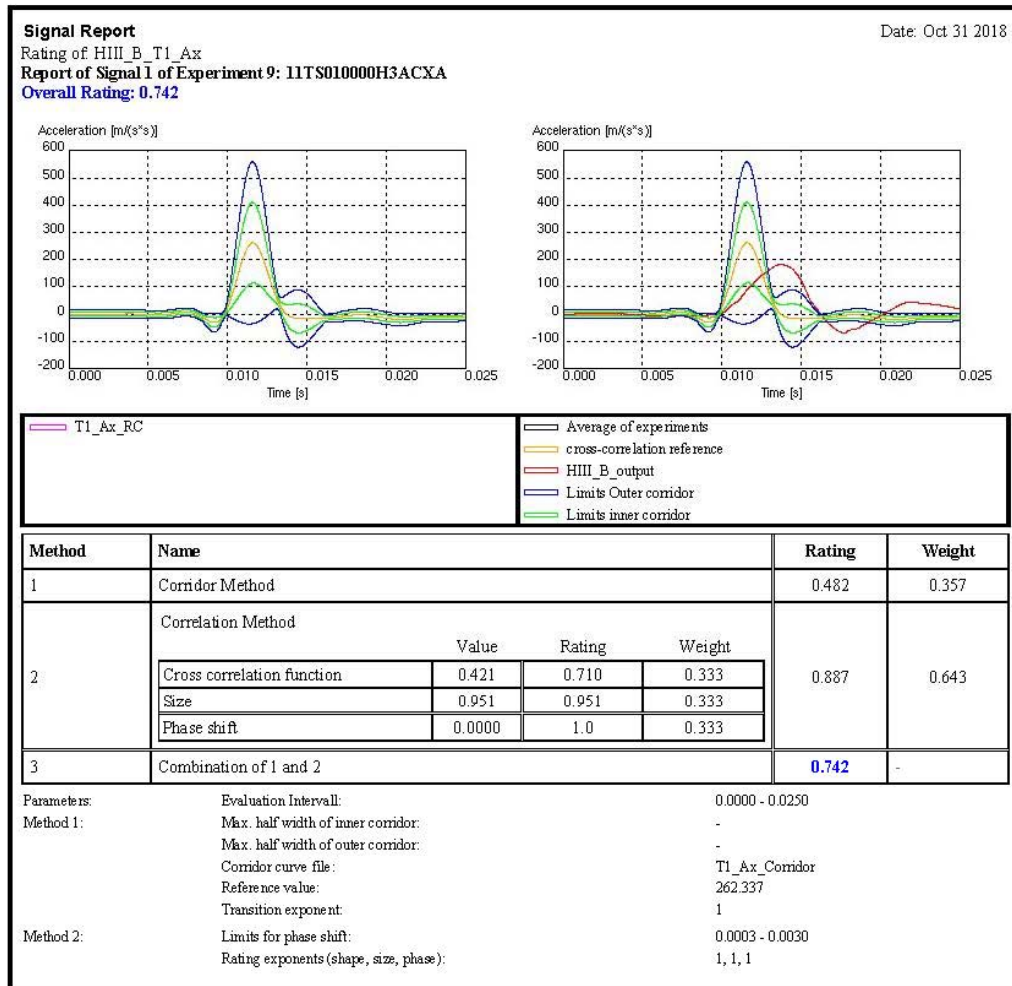 Signal Report
Date: Oct 31 2018
Rating of HIII_B_T1_Ax
Report of Signal 1 of Experiment 9: 11TS010000H3ACXA
Overall Rating: 0.742
Acceleration [m/(s*s)]
600
500
400
300
200
100
0
-100
-200
0.000 0.005 0.010 0.015 0.020 0.025
Time [s]
Acceleration [m/(s*s)]
600
500
400
300
200
100
0
-100
-200
0.000 0.005 0.010 0.015 0.020 0.025
Time [s]
T1_Ax_RC
Average of experiments
cross-correlation reference
HIII_B_output
Limits Outer corridor
Limits inner corridor
Method Name Rating Weight
1 Corridor Method 0.482 0.357
Correlation Method
Value Rating Weight
Cross correlation function 0.421 0.710 0.333
2 0.887 0.643
Size 0.951 0.951 0.333
Phase shift 0.0000 1.0 0.333
3 Combination of 1 and 2 0.742 -
Parameters: Evaluation Intervall: 0.0000 - 0.0250
Method 1: Max. half width of inner corridor: -
Max. half width of outer corridor: -
Corridor curve file: T1_Ax_Corridor
Reference value: 262.337
Transition exponent: 1
Method 2: Limits for phase shift: 0.0003 - 0.0030
Rating exponents (shape, size, phase): 1, 1, 1